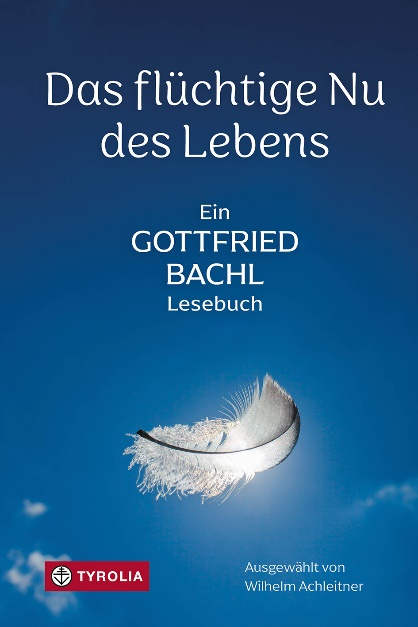 Das flüchtige Nu
des Lebens
Ein
GOTTFRIED
BACHL
Lesebuch
TYROLIA
Ausgewählt von
Wilhelm Achleitner